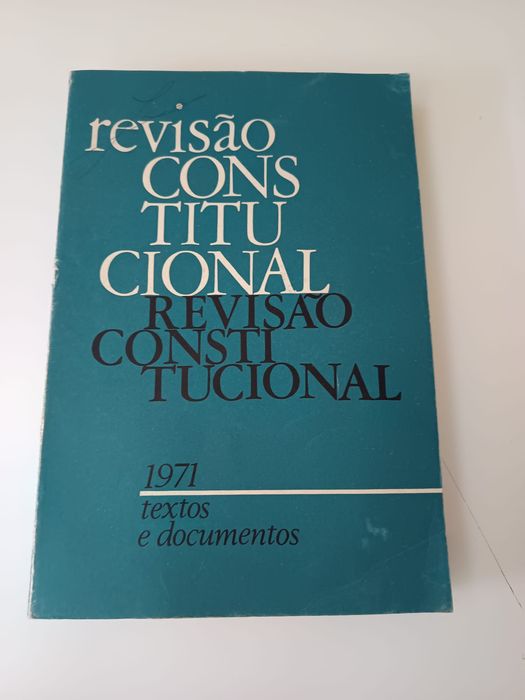 revisão
CONS
TITU
CIONAL
REVISÃO
CONSTI
TUCIONAL
1971
textos
e documentos